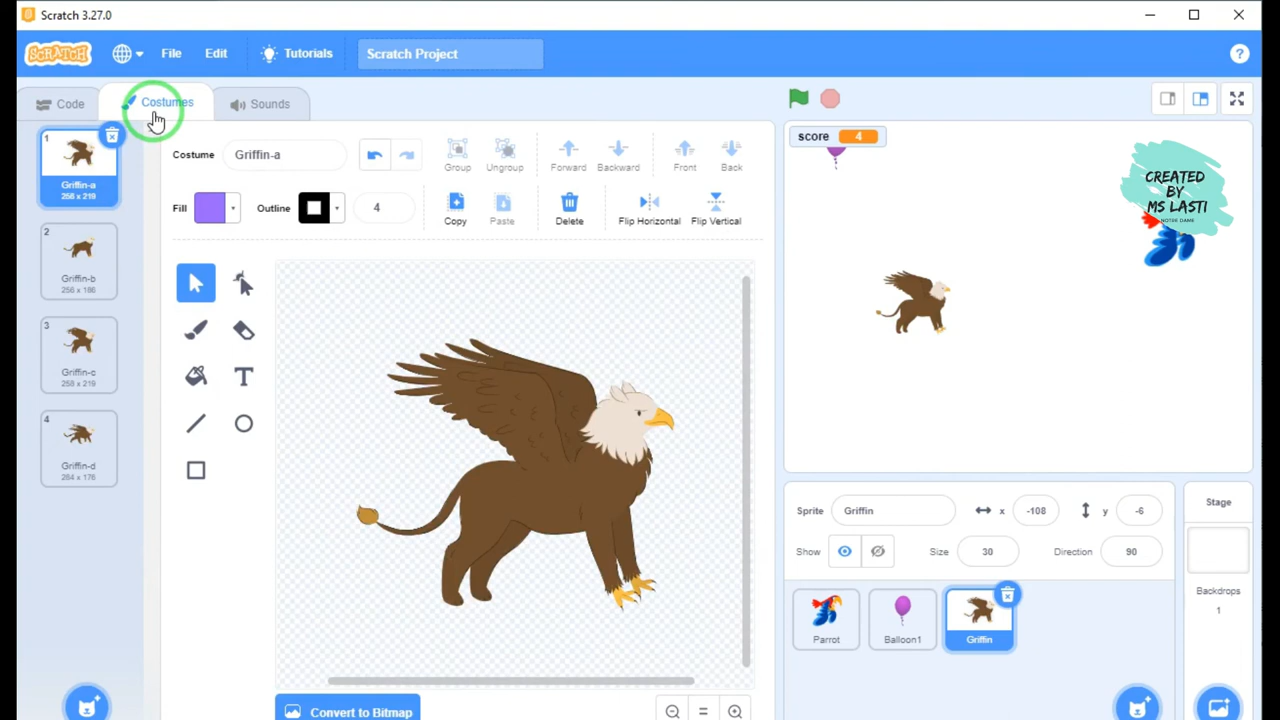 Scratch 3.27.0
SCRATCH
File
Edit
Tutorials
Scratch Project
?
Code
Costumes
Sounds
1
Griffin-a
258 x 219
2
Griffin-b
256 x 186
3
Griffin-c
258 x 219
4
Griffin-d
264 x 176
Costume
Griffin-a
Group
Ungroup
Forward
Backward
Front
Back
Fill
Outline
4
Copy
Paste
Delete
Flip Horizontal
Flip Vertical
T
Convert to Bitmap
score 4
CREATED
BY
MS LASTI
NOTRE DAME
Sprite
Griffin
x
-108
y
-6
Show
Size
30
Direction
90
Parrot
Balloon1
Griffin
Stage
Backdrops
1